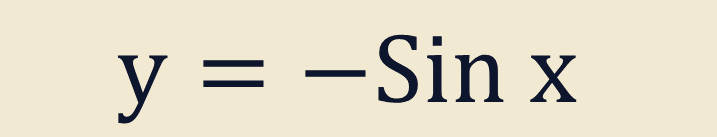 y = −Sin x